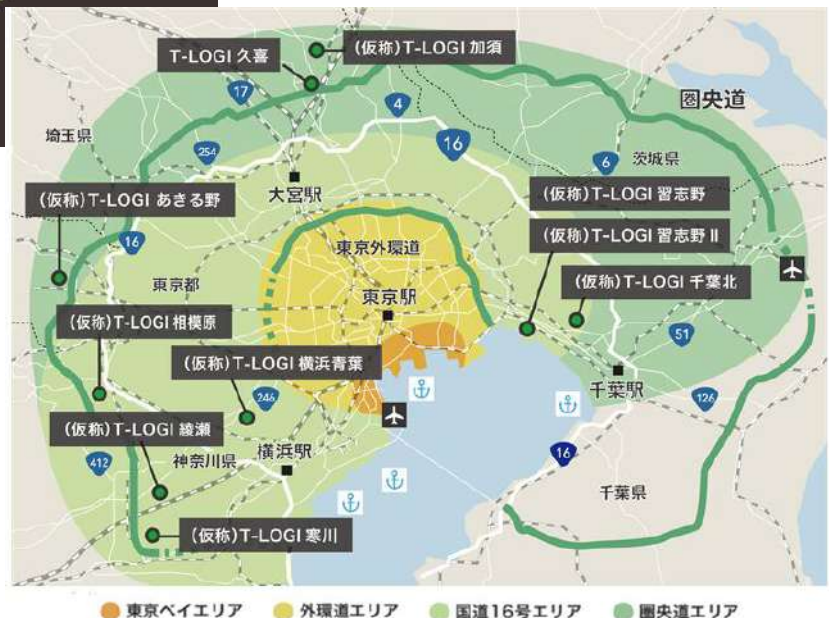 (仮称)T-LOGI 加須
T-LOGI 久喜
圏央道
17
4
埼玉県
254
16
6
茨城県
大宮駅
(仮称)T-LOGI あきる野
(仮称)T-LOGI 習志野
16
(仮称)T-LOGI 習志野 II
東京外環道
東京都
東京駅
(仮称)T-LOGI 千葉北
(仮称)T-LOGI 相模原
51
(仮称)T-LOGI 横浜青葉
千葉駅
246
126
(仮称)T-LOGI 綾瀬
横浜駅
神奈川県
412
16
千葉県
(仮称)T-LOGI 寒川
東京ベイエリア 外環道エリア 国道16号エリア 圏央道エリア